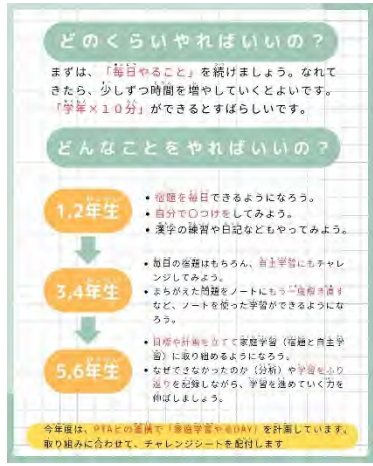 どのくらいやればいいの？
まずは、「毎日やること」を続けましょう。なれて
きたら、少しずつ時間を増やしていくとよいです。
「学年×１０分」ができるとすばらしいです。
どんなことをやればいいの？
1,2年生
• 宿題を毎日できるようになろう。
• 自分で〇つけをしてみよう。
• 漢字の練習や日記などもやってみよう。
3,4年生
• 毎日の宿題はもちろん、自主学習にもチャレ
ンジしてみよう。
• まちがえた問題をノートにもう一度解き直す
など、ノートを使った学習ができるようにな
ろう。
5,6年生
• 目標や計画を立てて家庭学習（宿題と自主学
習）に取り組めるようになろう。
• なぜできなかったのか（分析）や学習をふり
返りを記録しながら、学習を進めていく力を
伸ばしましょう。
今年度は、PTAとの連携で「家庭学習やるDAY」を計画しています。
取り組みに合わせて、チャレンジシートを配付します